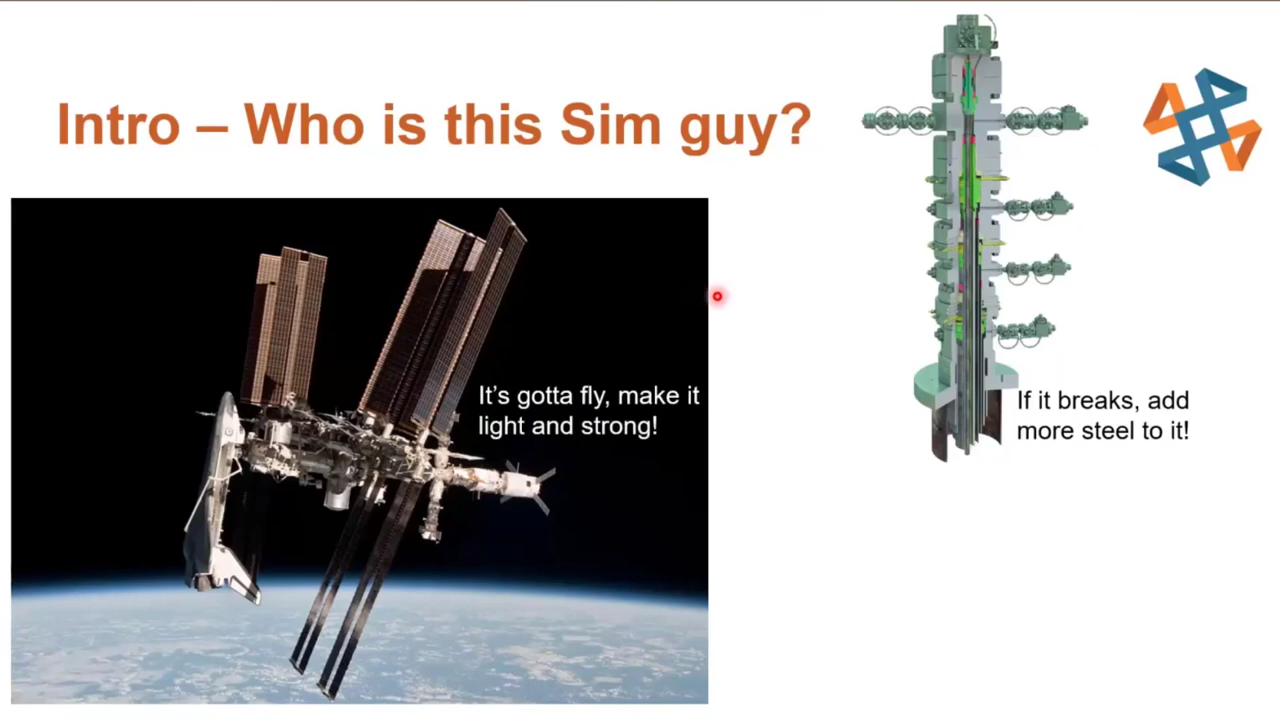 Intro – Who is this Sim guy?
It’s gotta fly, make it
light and strong!
If it breaks, add
more steel to it!